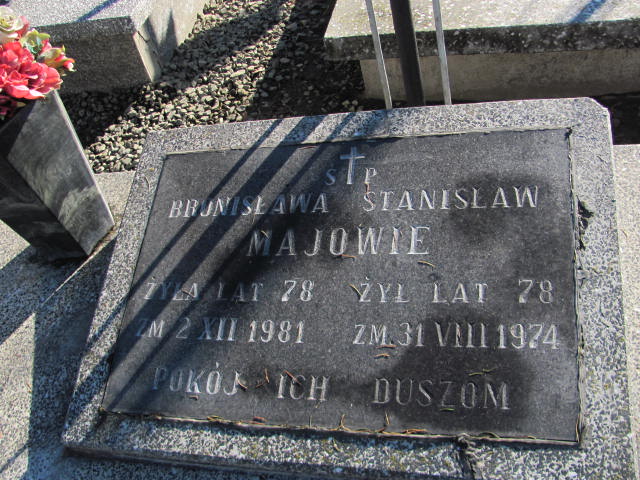 Ś † P
BRONISŁAWA STANISŁAW
MAJOWIE
ŻYŁA LAT 78 ŻYŁ LAT 78
ZM 2 XII 1981 ZM. 31 VIII 1974
POKÓJ ICH DUSZOM